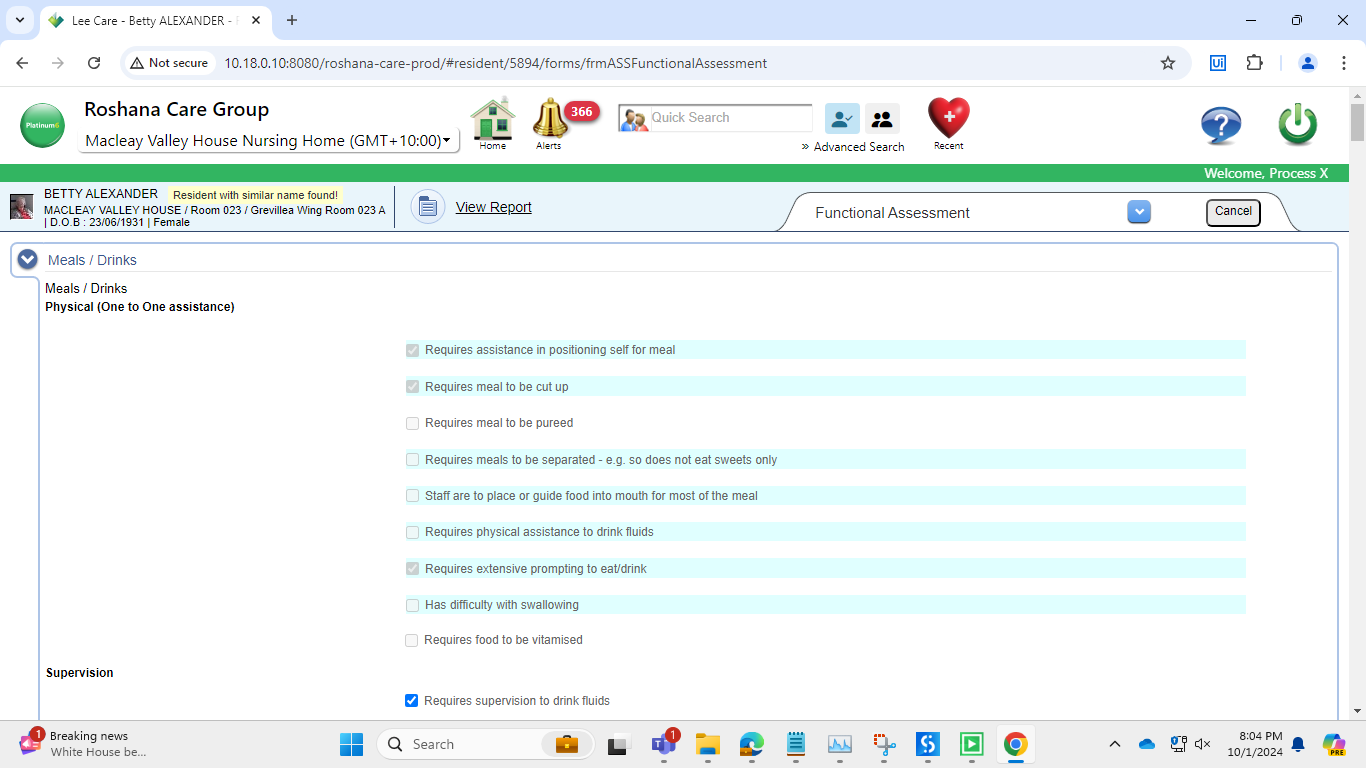 Lee Care - Betty ALEXANDER -
Not secure
10.18.0.10:8080/roshana-care-prod/#resident/5894/forms/frmASSFunctionalAssessment
Platinum6
Roshana Care Group
Macleay Valley House Nursing Home (GMT+10:00)
Home
366
Alerts
Quick Search
» Advanced Search
Recent
Welcome, Process X
BETTY ALEXANDER Resident with similar name found!
MACLEAY VALLEY HOUSE / Room 023 / Grevillea Wing Room 023 A
| D.O.B : 23/06/1931 | Female
View Report
Functional Assessment
Cancel
Meals / Drinks
Meals / Drinks
Physical (One to One assistance)
Requires assistance in positioning self for meal
Requires meal to be cut up
Requires meal to be pureed
Requires meals to be separated - e.g. so does not eat sweets only
Staff are to place or guide food into mouth for most of the meal
Requires physical assistance to drink fluids
Requires extensive prompting to eat/drink
Has difficulty with swallowing
Requires food to be vitamised
Supervision
Requires supervision to drink fluids
1
Breaking news
White House be...
Search
1
8:04 PM
10/1/2024
PRE